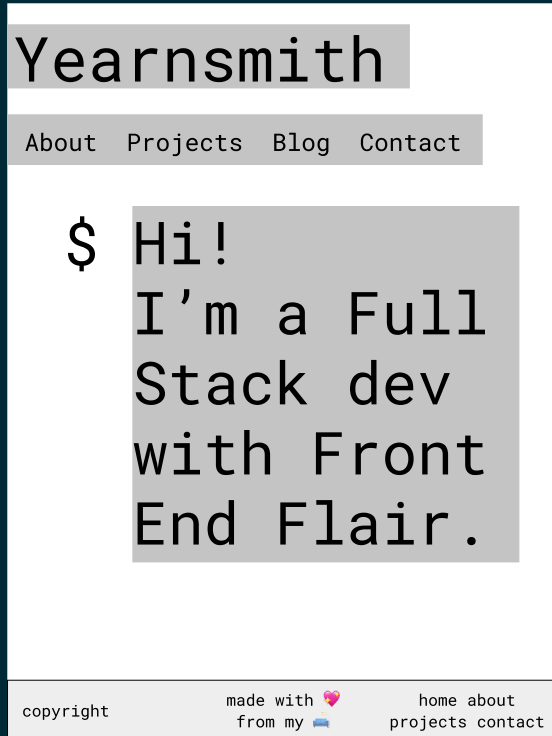 Yearnsmith
About Projects Blog Contact
$ Hi!
I’m a Full
Stack dev
with Front
End Flair.
copyright
made with 💖
from my 🛋️
home about
projects contact